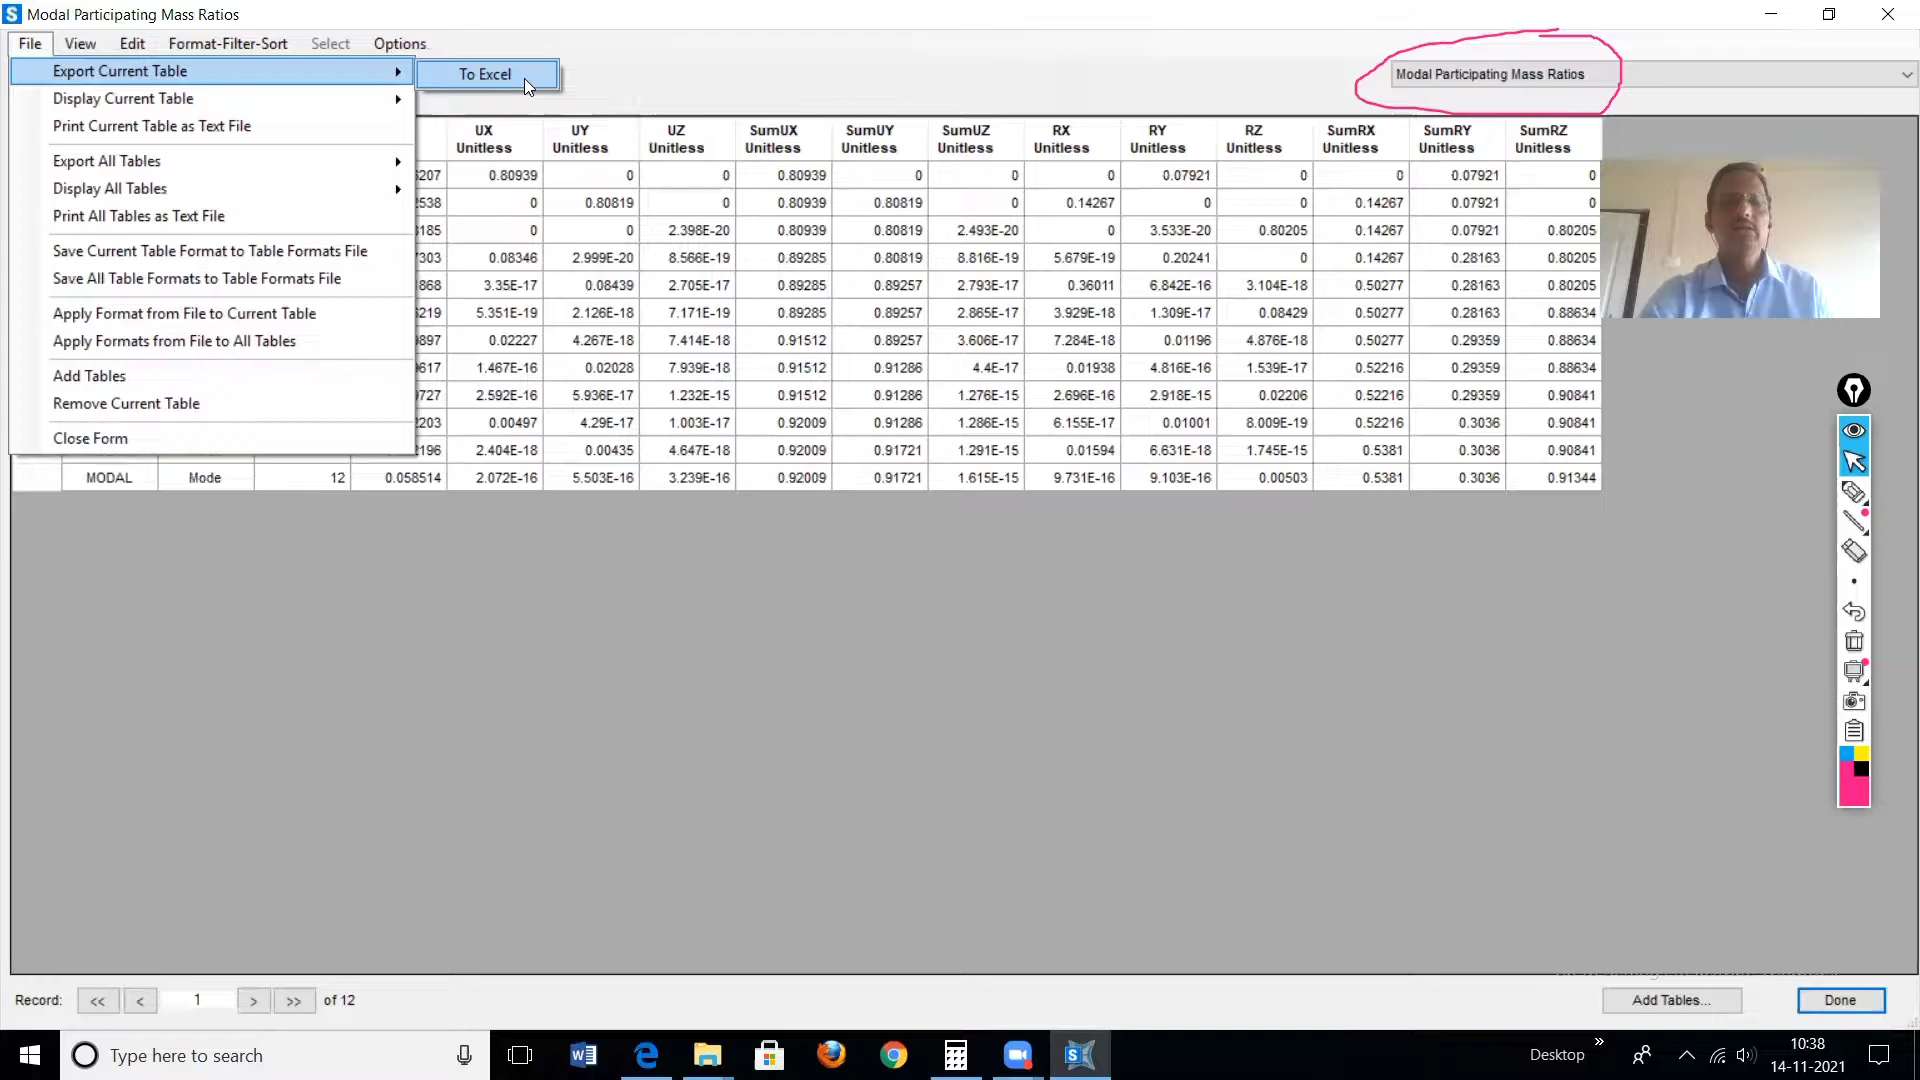 Modal Participating Mass Ratios
File View Edit Format-Filter-Sort Select Options
Export Current Table
To Excel
Modal Participating Mass Ratios
Display Current Table
Print Current Table as Text File
Export All Tables
Display All Tables
Print All Tables as Text File
Save Current Table Format to Table Formats File
Save All Table Formats to Table Formats File
Apply Format from File to Current Table
Apply Formats from File to All Tables
Add Tables
Remove Current Table
Close Form
UX UY UZ SumUX SumUY SumUZ RX RY RZ SumRX SumRY SumRZ
Unitless Unitless Unitless Unitless Unitless Unitless Unitless Unitless Unitless Unitless Unitless Unitless
207 0.80939 0 0 0.80939 0 0 0 0.07921 0 0 0.07921 0
538 0 0.80819 0 0.80939 0.80819 0 0.14267 0 0 0.14267 0.07921 0
185 0 0 2.398E-20 0.80939 0.80819 2.493E-20 0 3.533E-20 0.80205 0.14267 0.07921 0.80205
303 0.08346 2.999E-20 8.566E-19 0.89285 0.80819 8.816E-19 5.679E-19 0.20241 0 0.14267 0.28163 0.80205
868 3.35E-17 0.08439 2.705E-17 0.89285 0.89257 2.793E-17 0.36011 6.842E-16 3.104E-18 0.50277 0.28163 0.80205
219 5.351E-19 2.126E-18 7.171E-19 0.89285 0.89257 2.865E-17 3.929E-18 1.309E-17 0.08429 0.50277 0.28163 0.88634
897 0.02227 4.267E-18 7.414E-18 0.91512 0.89257 3.606E-17 7.284E-18 0.01196 4.876E-18 0.50277 0.29359 0.88634
617 1.467E-16 0.02028 7.939E-18 0.91512 0.91286 4.4E-17 0.01938 4.816E-16 1.539E-17 0.52216 0.29359 0.88634
727 2.592E-16 5.936E-17 1.232E-15 0.91512 0.91286 1.276E-15 2.696E-16 2.918E-15 0.02206 0.52216 0.29359 0.90841
203 0.00497 4.29E-17 1.003E-17 0.92009 0.91286 1.286E-15 6.155E-17 0.01001 8.009E-19 0.52216 0.3036 0.90841
196 2.404E-18 0.00435 4.647E-18 0.92009 0.91721 1.291E-15 0.01594 6.631E-18 1.745E-15 0.5381 0.3036 0.90841
MODAL Mode 12 0.058514 2.072E-16 5.503E-16 3.239E-16 0.92009 0.91721 1.615E-15 9.731E-16 9.103E-16 0.00503 0.5381 0.3036 0.91344
Record: << < 1 > >> of 12 Add Tables... Done
Type here to search Desktop 10:38
14-11-2021